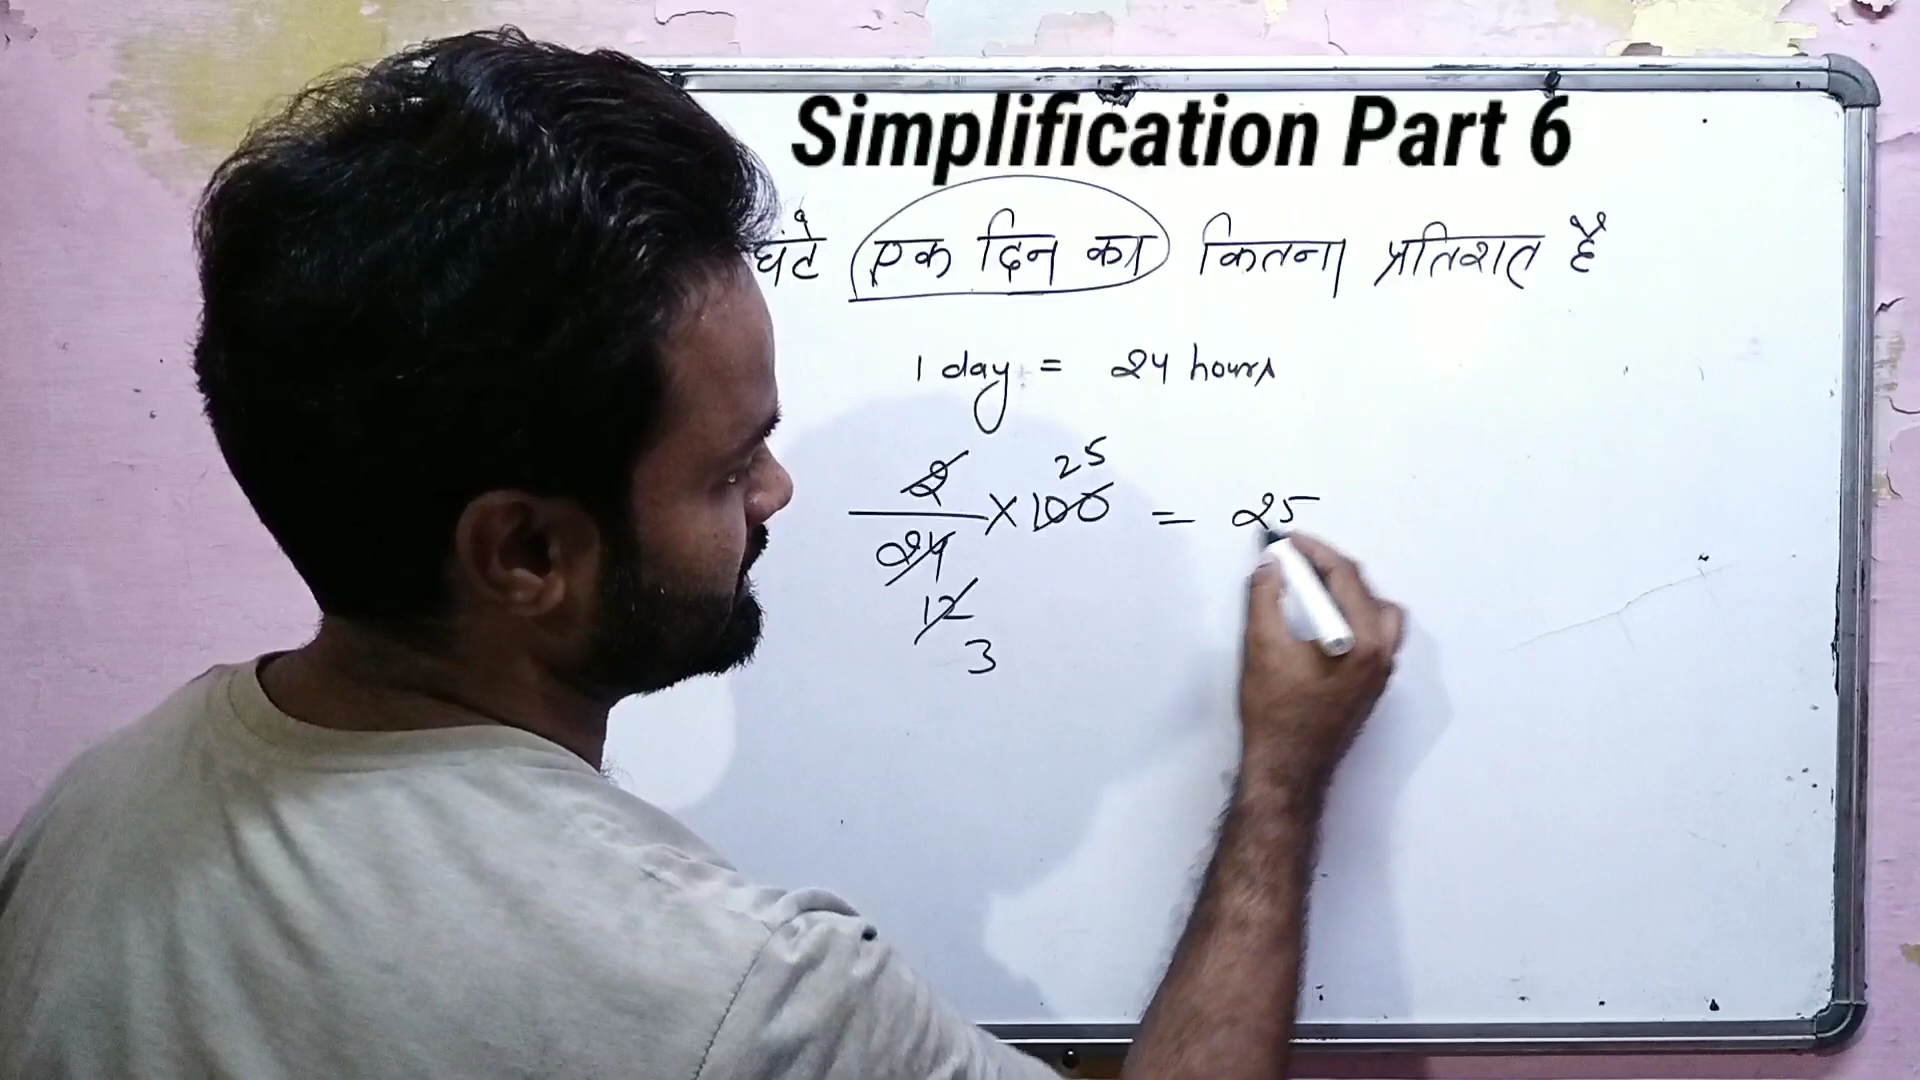 Simplification Part 6
घंटे एक दिन का कितना प्रतिशत है
1 day = 24 hours
25
2
× 100 = 25
24
12
3